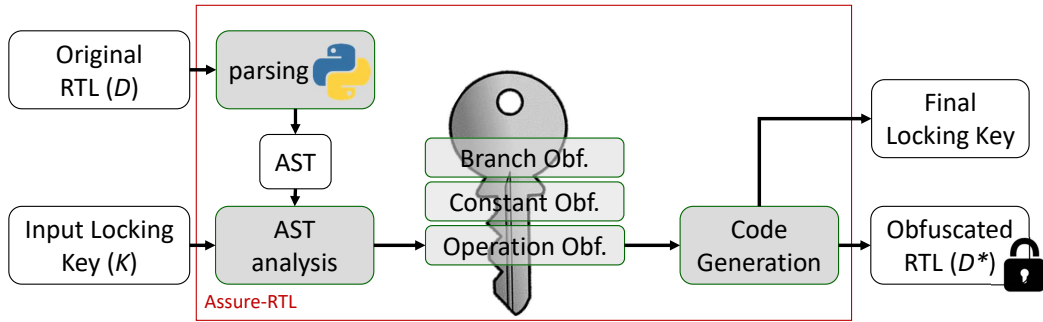 Original
RTL (D)
parsing
AST
Input Locking
Key (K)
AST
analysis
Branch Obf.
Constant Obf.
Operation Obf.
Code
Generation
Final
Locking Key
Obfuscated
RTL (D*)
Assure-RTL